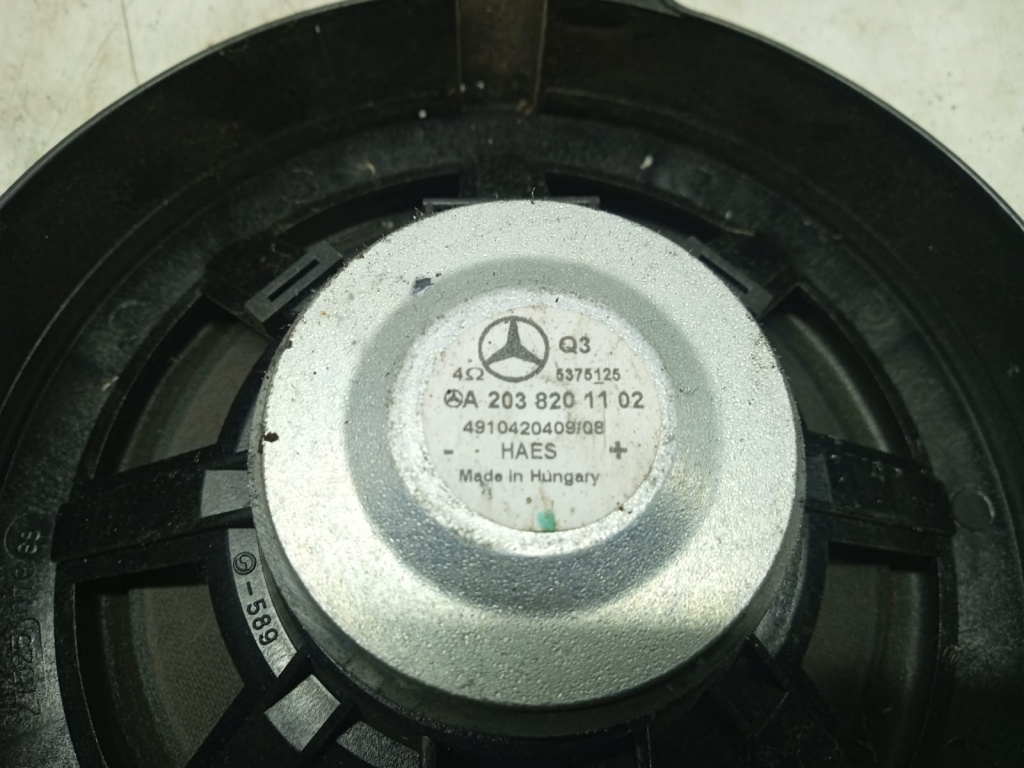 Q3
4Ω 5375125
A 203 820 11 02
4910420409/08
- HAES +
Made in Hungary
-589